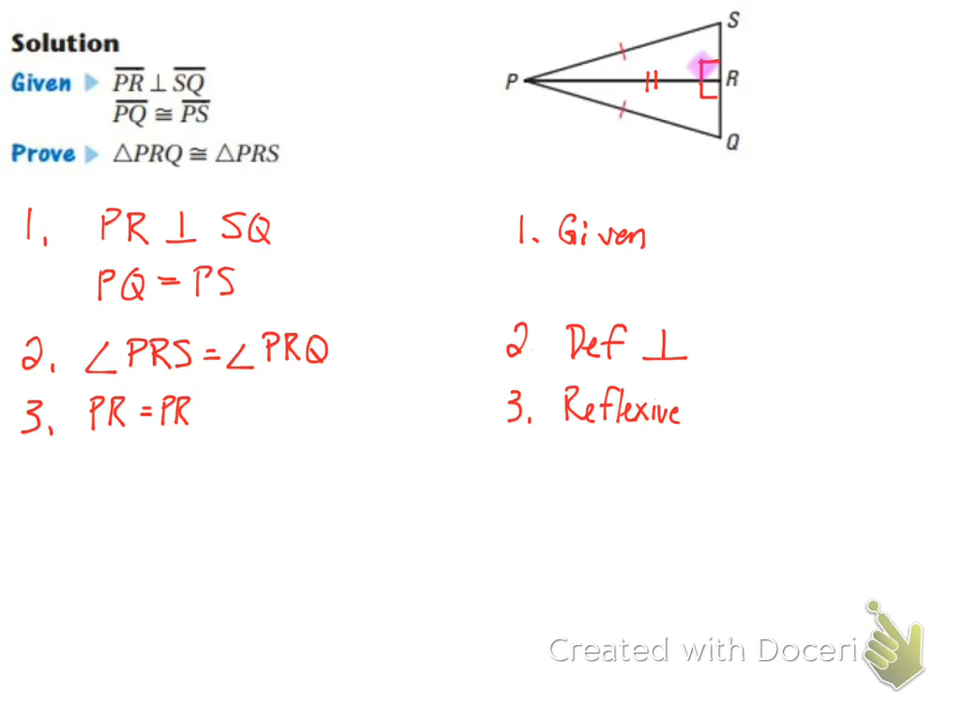 Solution
Given PR ⊥ SQ
PQ ≅ PS
Prove △PRQ ≅ △PRS
S
P
R
Q
1. PR ⊥ SQ
1. Given
PQ = PS
2. ∠PRS = ∠PRQ
2 Def ⊥
3. PR = PR
3. Reflexive
Created with Doceri